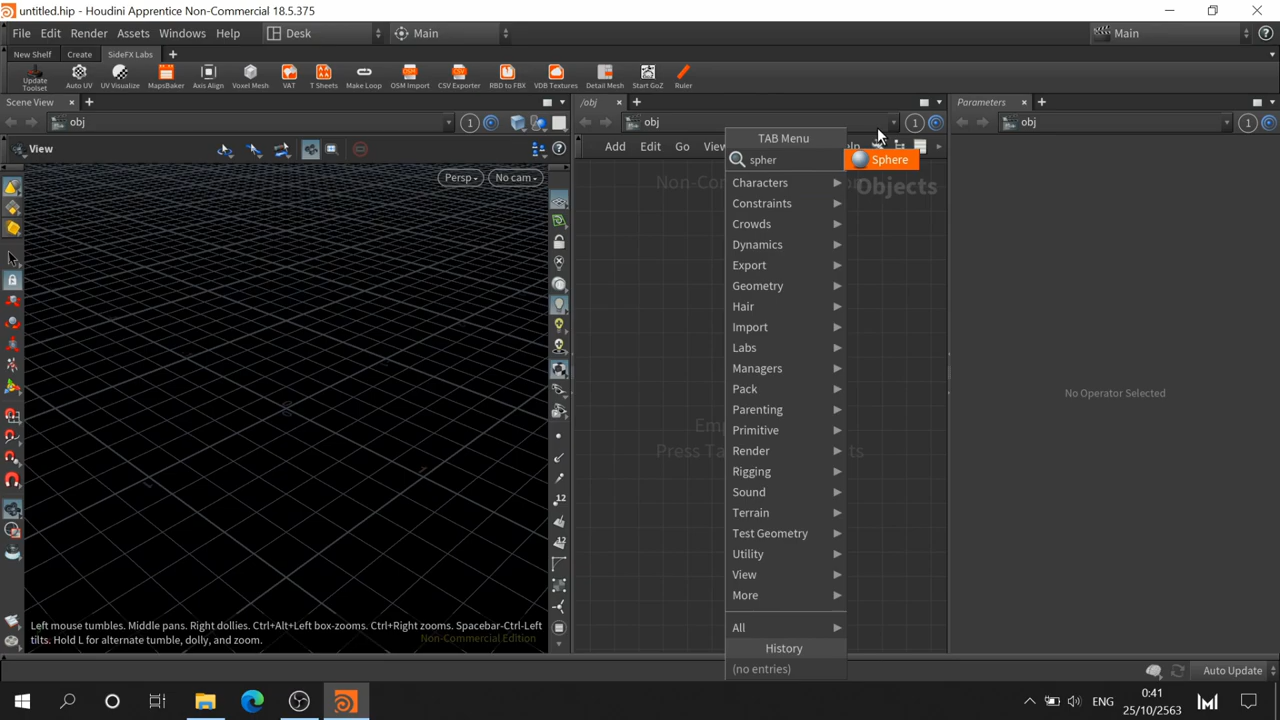 untitled.hip - Houdini Apprentice Non-Commercial 18.5.375
File Edit Render Assets Windows Help Desk Main Main
New Shelf Create SideFX Labs
Update Toolset Auto UV UV Visualize MapsBaker Axis Align Voxel Mesh VAT T Sheets Make Loop OSM Import CSV Exporter RBD to FBX VDB Textures Detail Mesh Start GoZ Ruler
Scene View /obj Parameters
obj obj 1 obj 1
View Add Edit Go
TAB Menu
spher Sphere
Persp No cam
Objects
Characters
Constraints
Crowds
Dynamics
Export
Geometry
Hair
Import
Labs
Managers
Pack
Parenting
Primitive
Render
Rigging
Sound
Terrain
Test Geometry
Utility
View
More
All
History
(no entries)
No Operator Selected
12
12
Left mouse tumbles. Middle pans. Right dollies. Ctrl+Alt+Left box-zooms. Ctrl+Right zooms. Spacebar-Ctrl-Left
tilts. Hold L for alternate tumble, dolly, and zoom.
Non-Commercial Edition
Auto Update
ENG
0:41
25/10/2563